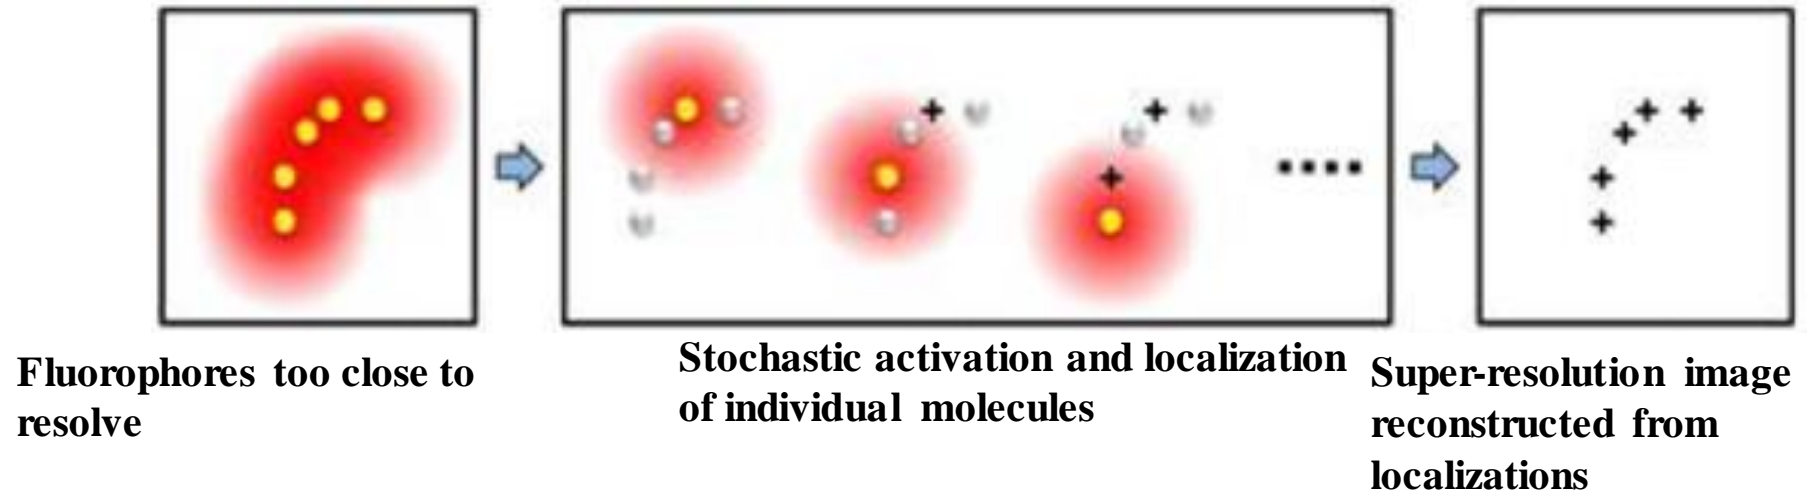 Fluorophores too close to
resolve
Stochastic activation and localization
of individual molecules
Super-resolution image
reconstructed from
localizations